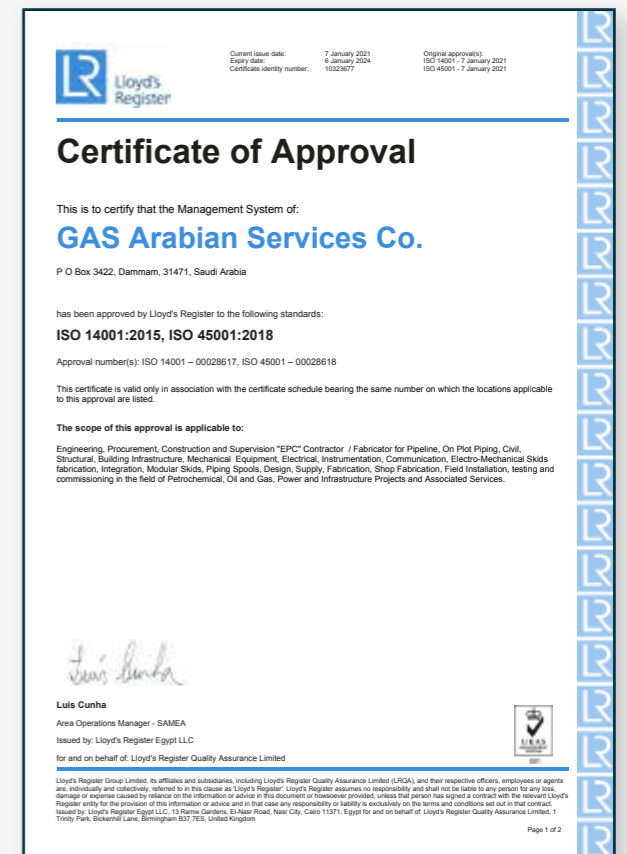 LR
Lloyd's
Register
Current issue date: 7 January 2021 Original approval(s):
Expiry date: 6 January 2024 ISO 14001 - 7 January 2021
Certificate identity number: 10323677 ISO 45001 - 7 January 2021
Certificate of Approval
This is to certify that the Management System of:
GAS Arabian Services Co.
P O Box 3422, Dammam, 31471, Saudi Arabia
has been approved by Lloyd's Register to the following standards:
ISO 14001:2015, ISO 45001:2018
Approval number(s): ISO 14001 – 00028617, ISO 45001 – 00028618
This certificate is valid only in association with the certificate schedule bearing the same number on which the locations applicable
to this approval are listed.
The scope of this approval is applicable to:
Engineering, Procurement, Construction and Supervision "EPC" Contractor / Fabricator for Pipeline, On Plot Piping, Civil,
Structural, Building Infrastructure, Mechanical Equipment, Electrical, Instrumentation, Communication, Electro-Mechanical Skids
fabrication, Integration, Modular Skids, Piping Spools, Design, Supply, Fabrication, Shop Fabrication, Field Installation, testing and
commissioning in the field of Petrochemical, Oil and Gas, Power and Infrastructure Projects and Associated Services.
Luis Cunha
Luis Cunha
Area Operations Manager - SAMEA
Issued by: Lloyd's Register Egypt LLC
for and on behalf of: Lloyd's Register Quality Assurance Limited
UKAS
Lloyd's Register Group Limited, its affiliates and subsidiaries, including Lloyd's Register Quality Assurance Limited (LRQA), and their respective officers, employees or agents
are, individually and collectively, referred to in this clause as 'Lloyd's Register'. Lloyd's Register assumes no responsibility and shall not be liable to any person for any loss,
damage or expense caused by reliance on the information or advice in this document or howsoever provided, unless that person has signed a contract with the relevant Lloyd's
Register entity for the provision of this information or advice and in that case any responsibility or liability is exclusively on the terms and conditions set out in that contract.
Issued by: Lloyd's Register Egypt LLC, 13 Ramw Gardens, El-Nasr Road, Nasr City, Cairo 11371, Egypt for and on behalf of: Lloyd's Register Quality Assurance Limited, 1
Trinity Park, Bickenhill Lane, Birmingham B37 7ES, United Kingdom
Page 1 of 2